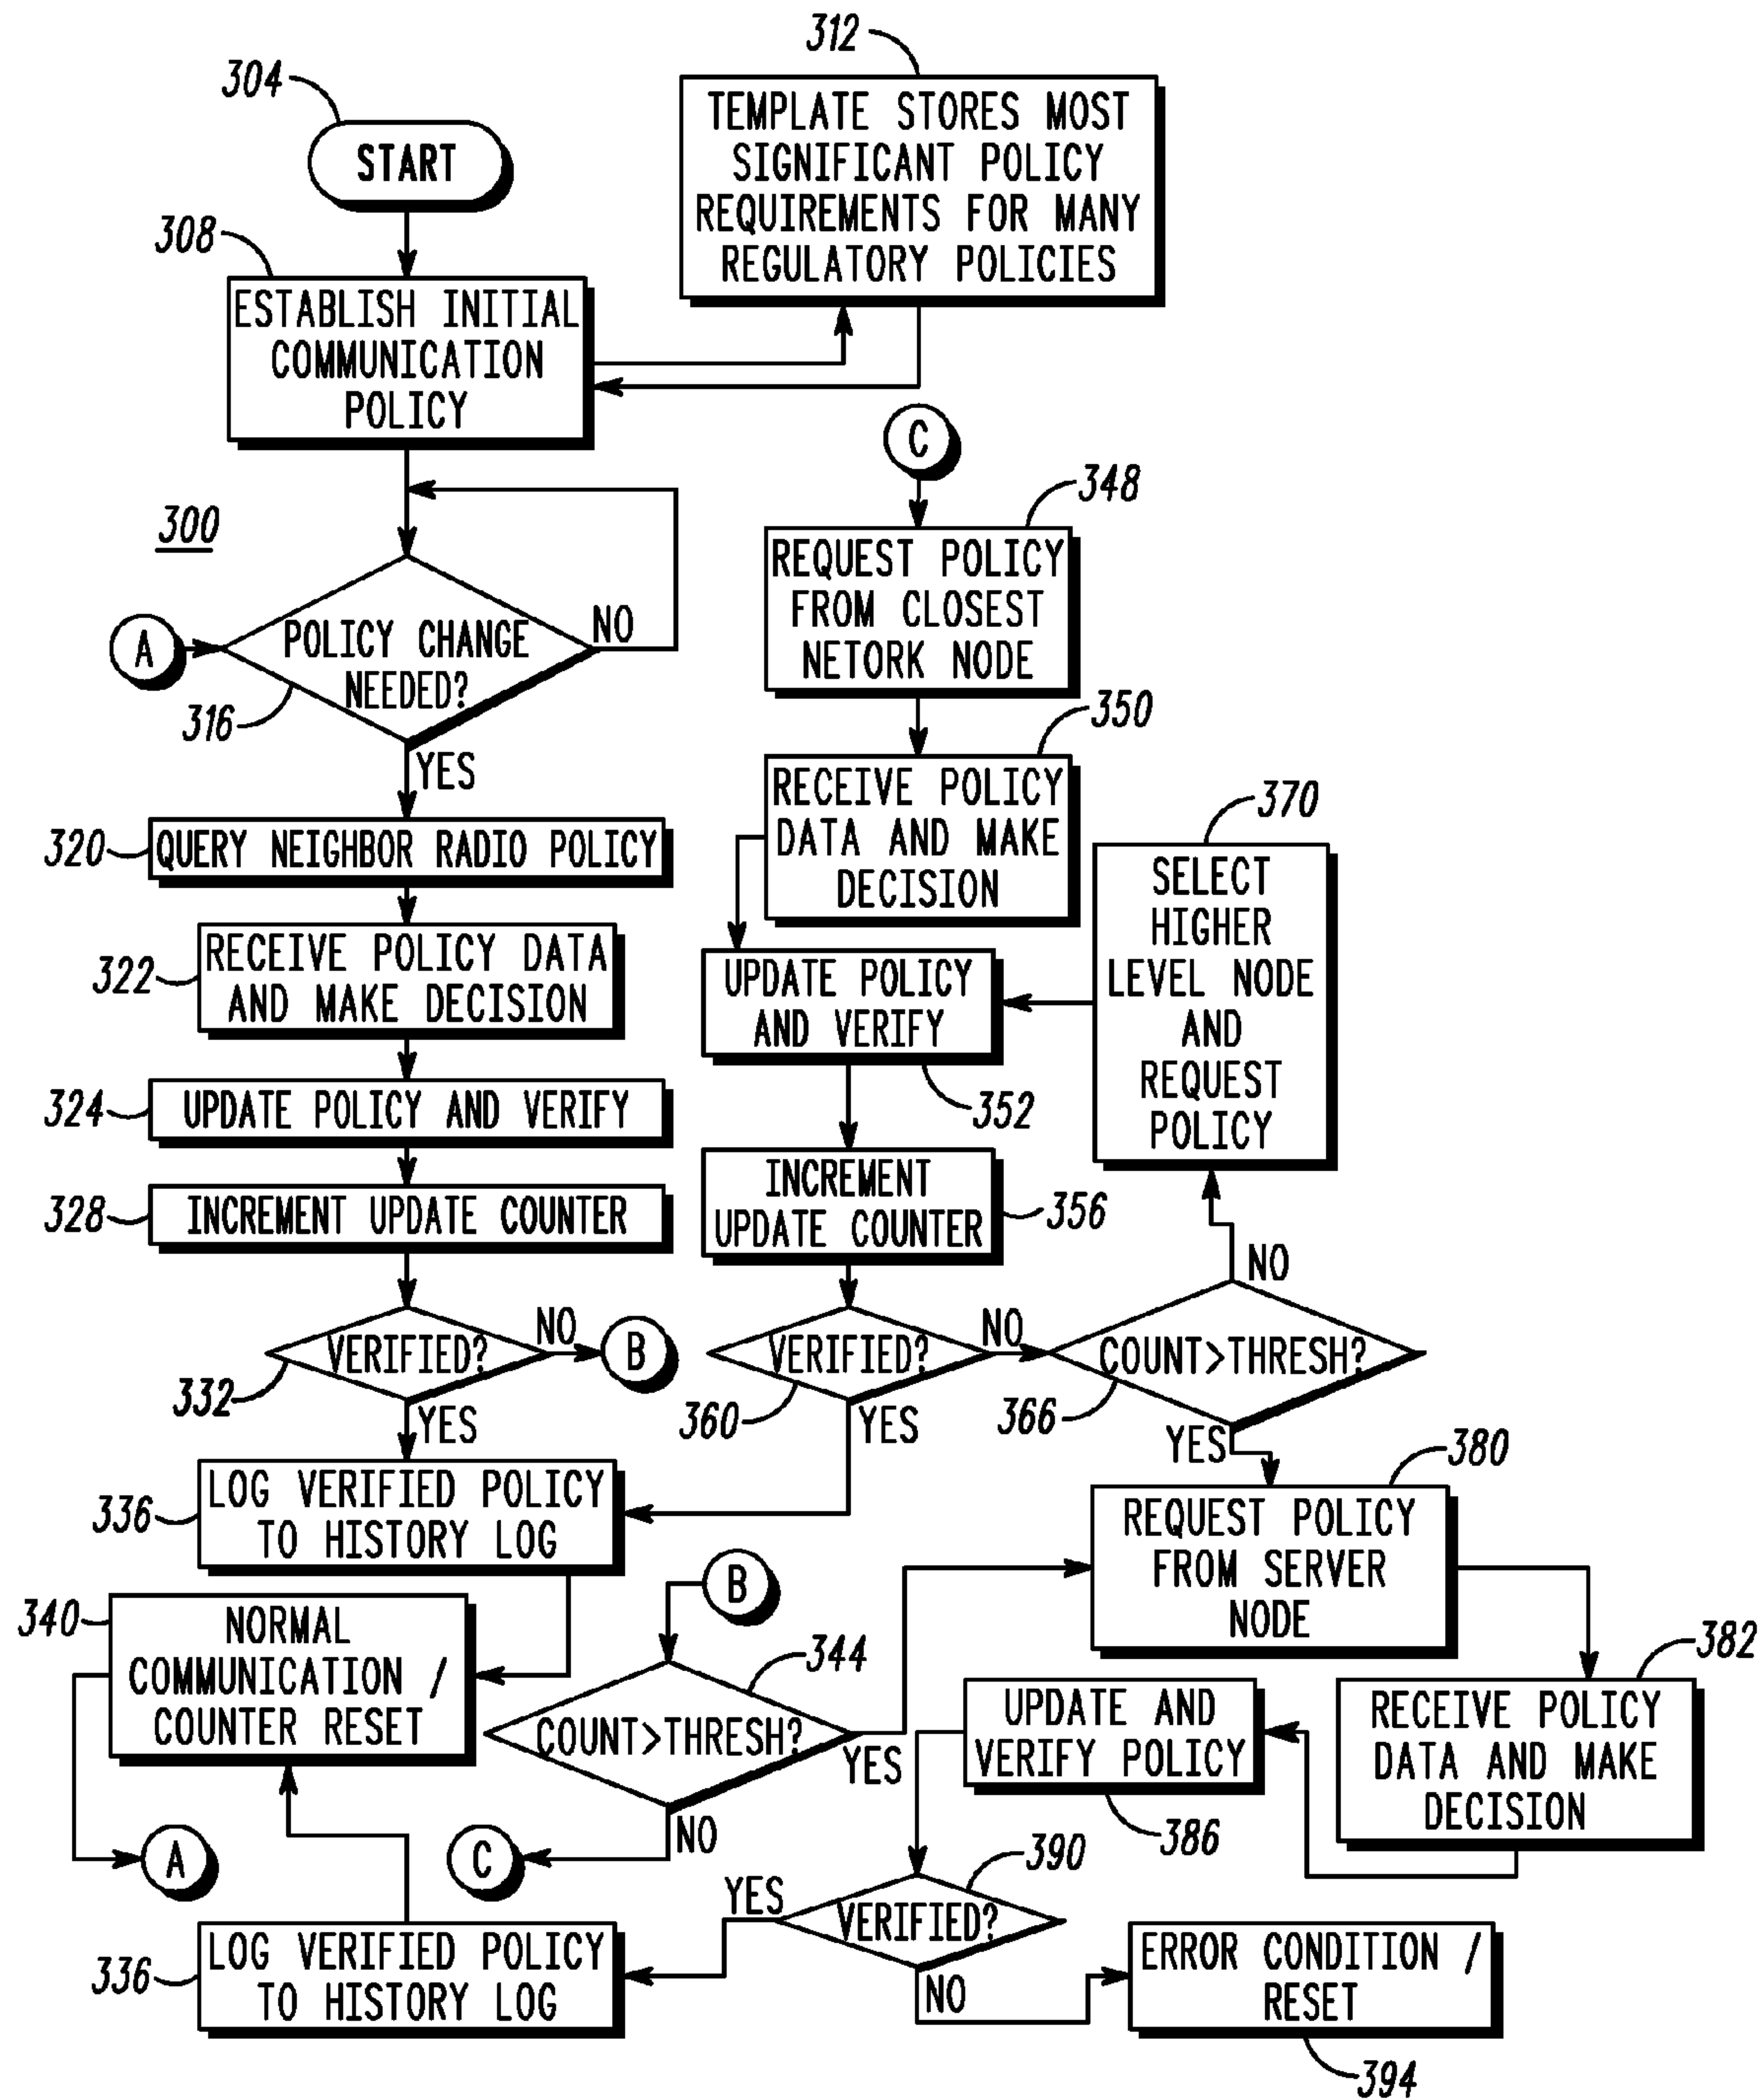 312
304
TEMPLATE STORES MOST
SIGNIFICANT POLICY
REQUIREMENTS FOR MANY
REGULATORY POLICIES
START
308
ESTABLISH INITIAL
COMMUNICATION
POLICY
C
348
300
REQUEST POLICY
FROM CLOSEST
NETORK NODE
A
POLICY CHANGE
NEEDED?
NO
316
YES
350
RECEIVE POLICY
DATA AND MAKE
DECISION
370
SELECT
HIGHER
LEVEL NODE
AND
REQUEST
POLICY
320
QUERY NEIGHBOR RADIO POLICY
322
RECEIVE POLICY DATA
AND MAKE DECISION
UPDATE POLICY
AND VERIFY
352
324
UPDATE POLICY AND VERIFY
328
INCREMENT UPDATE COUNTER
INCREMENT
UPDATE COUNTER
356
NO
VERIFIED?
NO
B
332
YES
VERIFIED?
NO
360
YES
COUNT>THRESH?
366
YES
380
336
LOG VERIFIED POLICY
TO HISTORY LOG
REQUEST POLICY
FROM SERVER
NODE
B
340
NORMAL
COMMUNICATION /
COUNTER RESET
344
COUNT>THRESH?
YES
NO
382
UPDATE AND
VERIFY POLICY
386
RECEIVE POLICY
DATA AND MAKE
DECISION
A
C
390
YES
VERIFIED?
NO
336
LOG VERIFIED POLICY
TO HISTORY LOG
ERROR CONDITION /
RESET
394